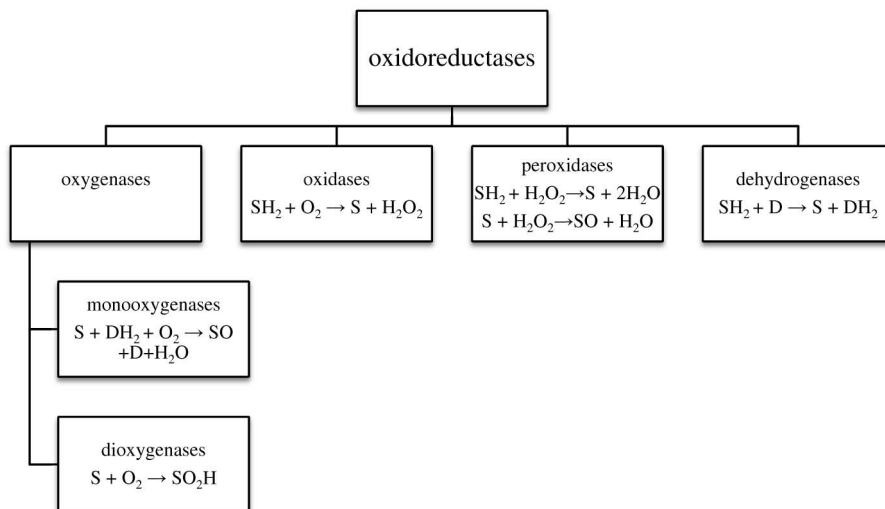 oxidoreductases
oxygenases
oxidases
SH₂ + O₂ → S + H₂O₂
peroxidases
SH₂ + H₂O₂→S + 2H₂O
S + H₂O₂→SO + H₂O
dehydrogenases
SH₂ + D → S + DH₂
monooxygenases
S + DH₂ + O₂ → SO
+D+H₂O
dioxygenases
S + O₂ → SO₂H